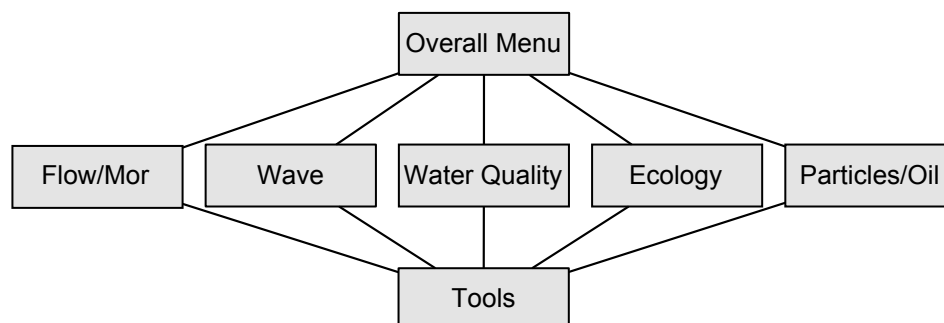 Overall Menu
Flow/Mor
Wave
Water Quality
Ecology
Particles/Oil
Tools